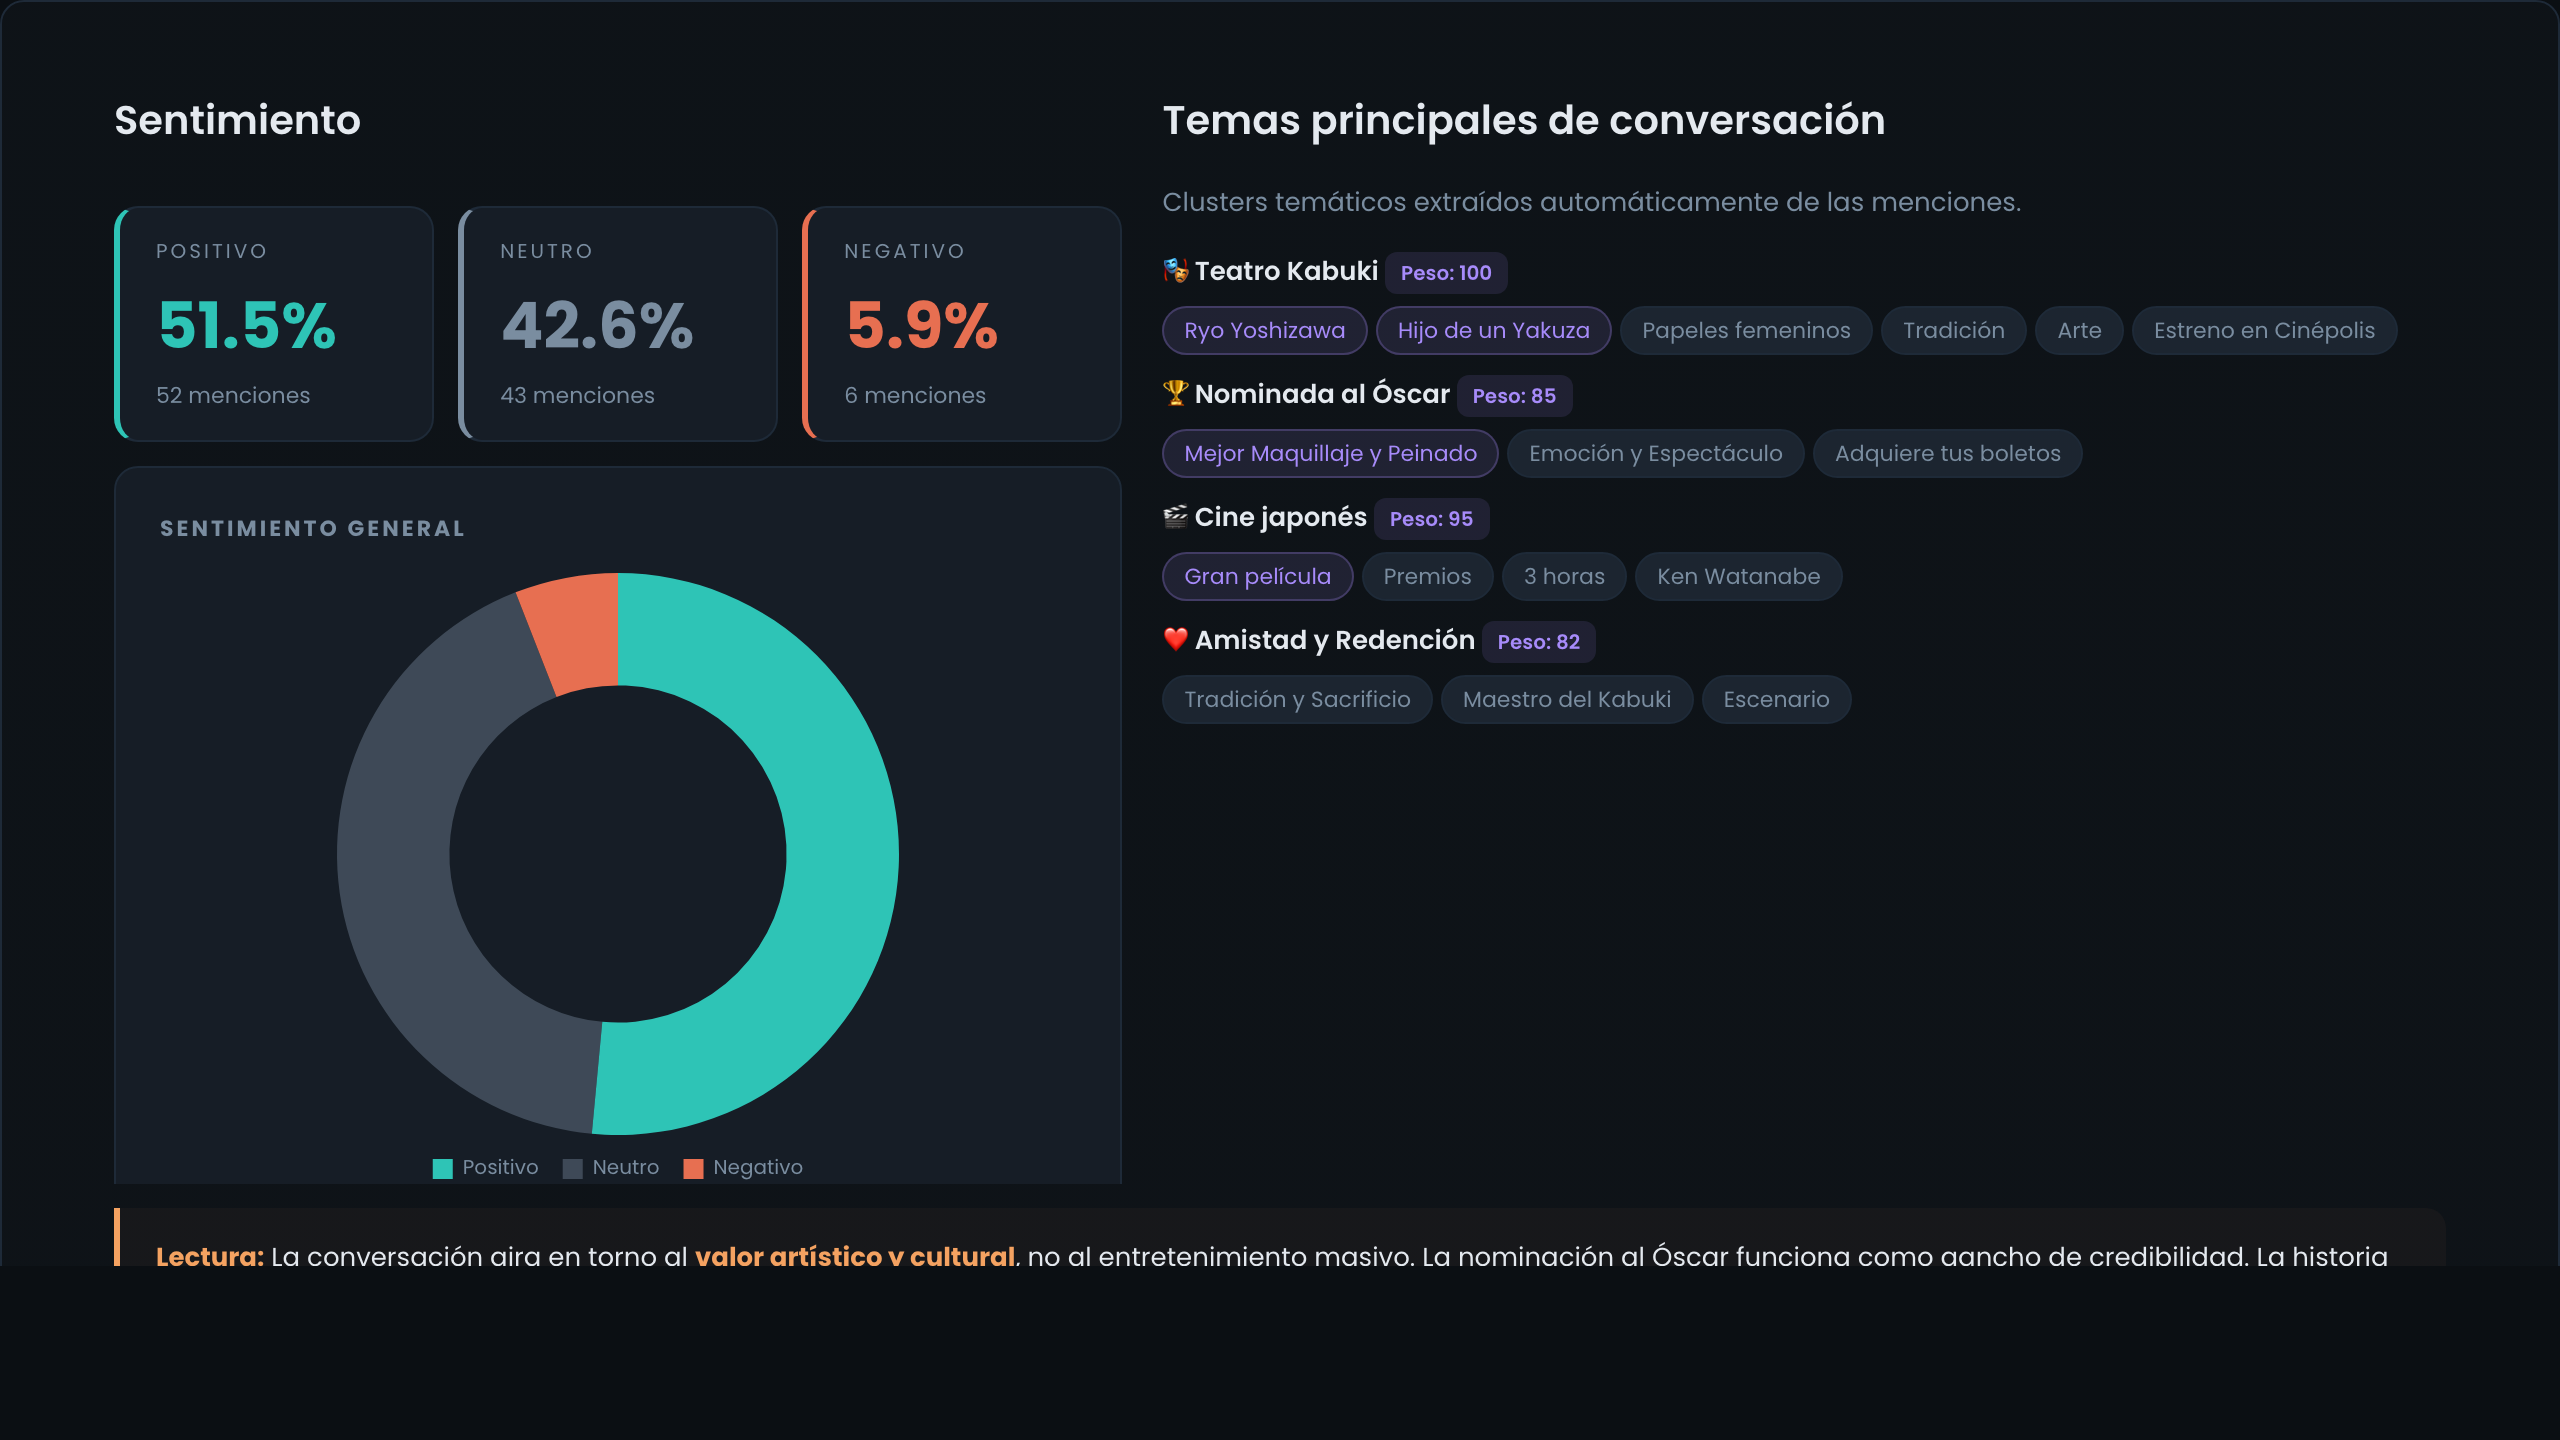 Sentimiento
POSITIVO
51.5%
52 menciones
NEUTRO
42.6%
43 menciones
NEGATIVO
5.9%
6 menciones
SENTIMIENTO GENERAL
Positivo Neutro Negativo
Temas principales de conversación
Clusters temáticos extraídos automáticamente de las menciones.
🎭 Teatro Kabuki Peso: 100
Ryo Yoshizawa Hijo de un Yakuza Papeles femeninos Tradición Arte Estreno en Cinépolis
🏆 Nominada al Óscar Peso: 85
Mejor Maquillaje y Peinado Emoción y Espectáculo Adquiere tus boletos
🎬 Cine japonés Peso: 95
Gran película Premios 3 horas Ken Watanabe
❤️ Amistad y Redención Peso: 82
Tradición y Sacrificio Maestro del Kabuki Escenario
Lectura: La conversación gira en torno al valor artístico y cultural, no al entretenimiento masivo. La nominación al Óscar funciona como gancho de credibilidad. La historia